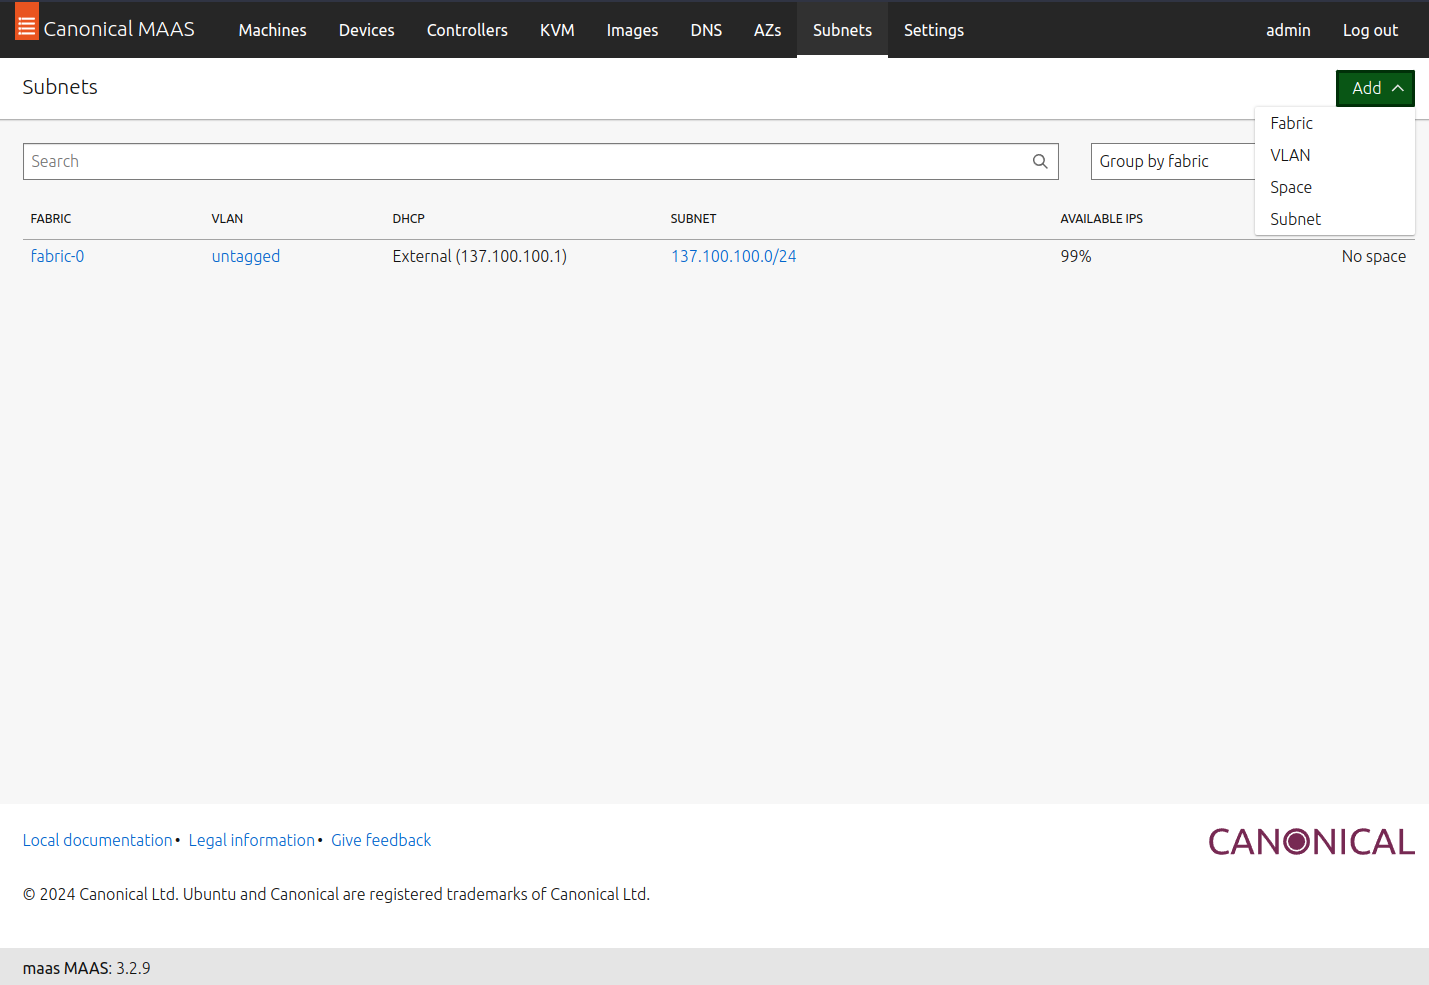 Canonical MAAS Machines Devices Controllers KVM Images DNS AZs Subnets Settings admin Log out
Subnets
Add
Fabric
VLAN
Space
Subnet
Search
Group by fabric
FABRIC VLAN DHCP SUBNET AVAILABLE IPS
fabric-0 untagged External (137.100.100.1) 137.100.100.0/24 99% No space
Local documentation • Legal information • Give feedback
CANONICAL
© 2024 Canonical Ltd. Ubuntu and Canonical are registered trademarks of Canonical Ltd.
maas MAAS: 3.2.9